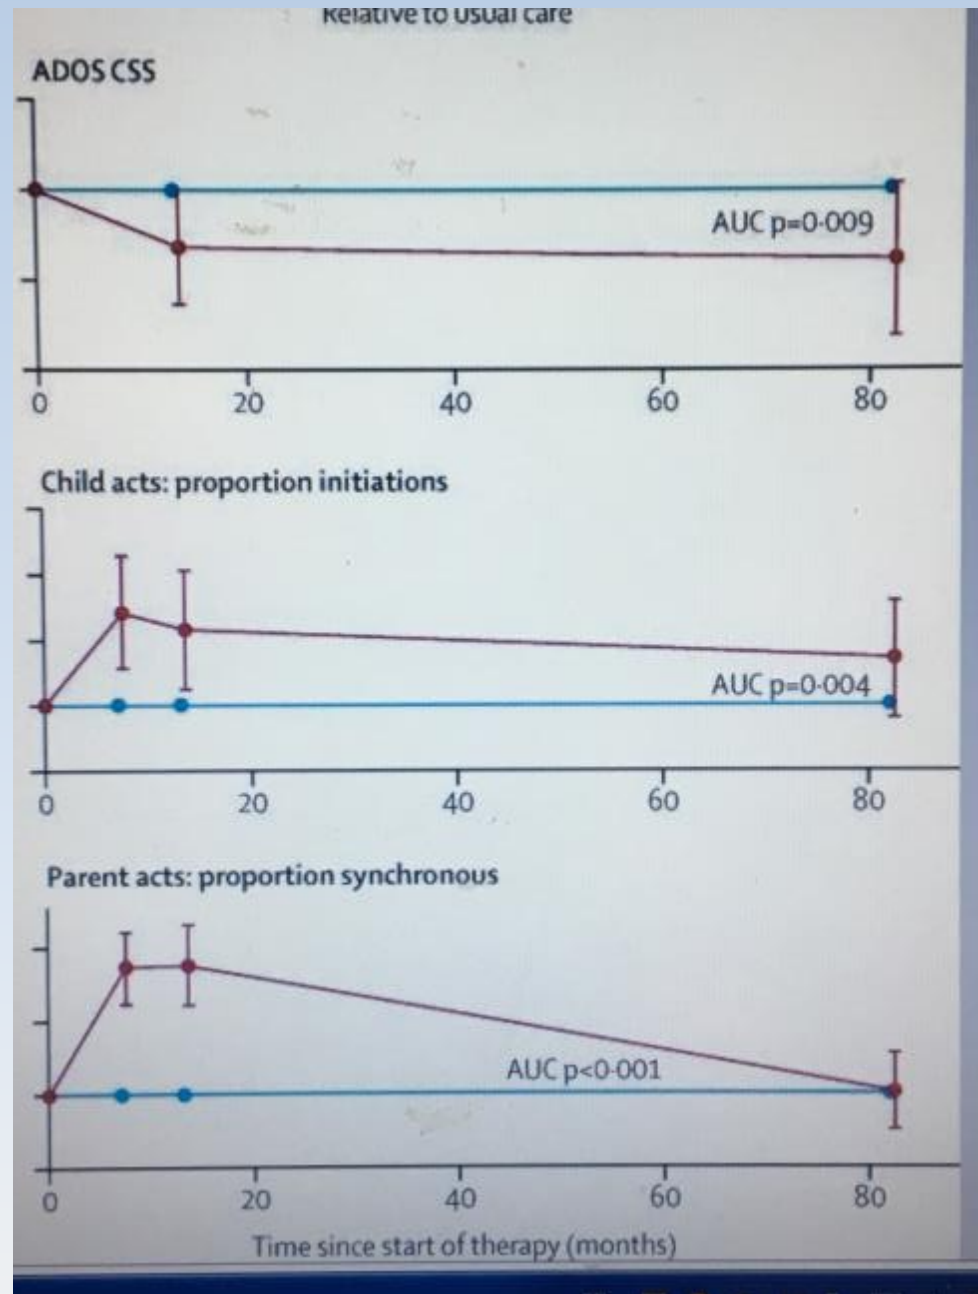 Relative to usual care
ADOS CSS
AUC p=0·009
0 20 40 60 80
Child acts: proportion initiations
AUC p=0·004
0 20 40 60 80
Parent acts: proportion synchronous
AUC p<0·001
0 20 40 60 80
Time since start of therapy (months)